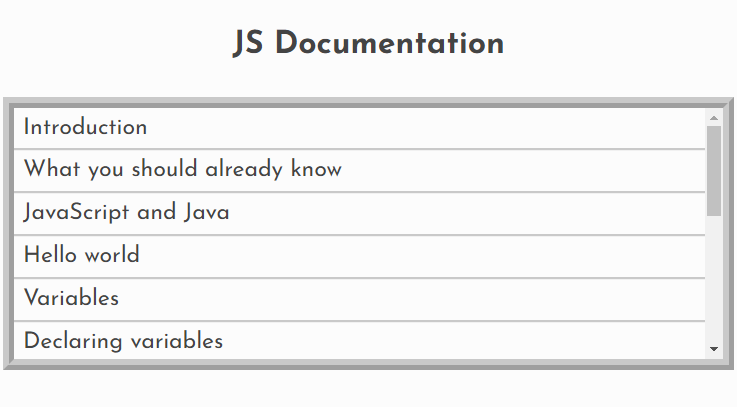 JS Documentation
Introduction
What you should already know
JavaScript and Java
Hello world
Variables
Declaring variables